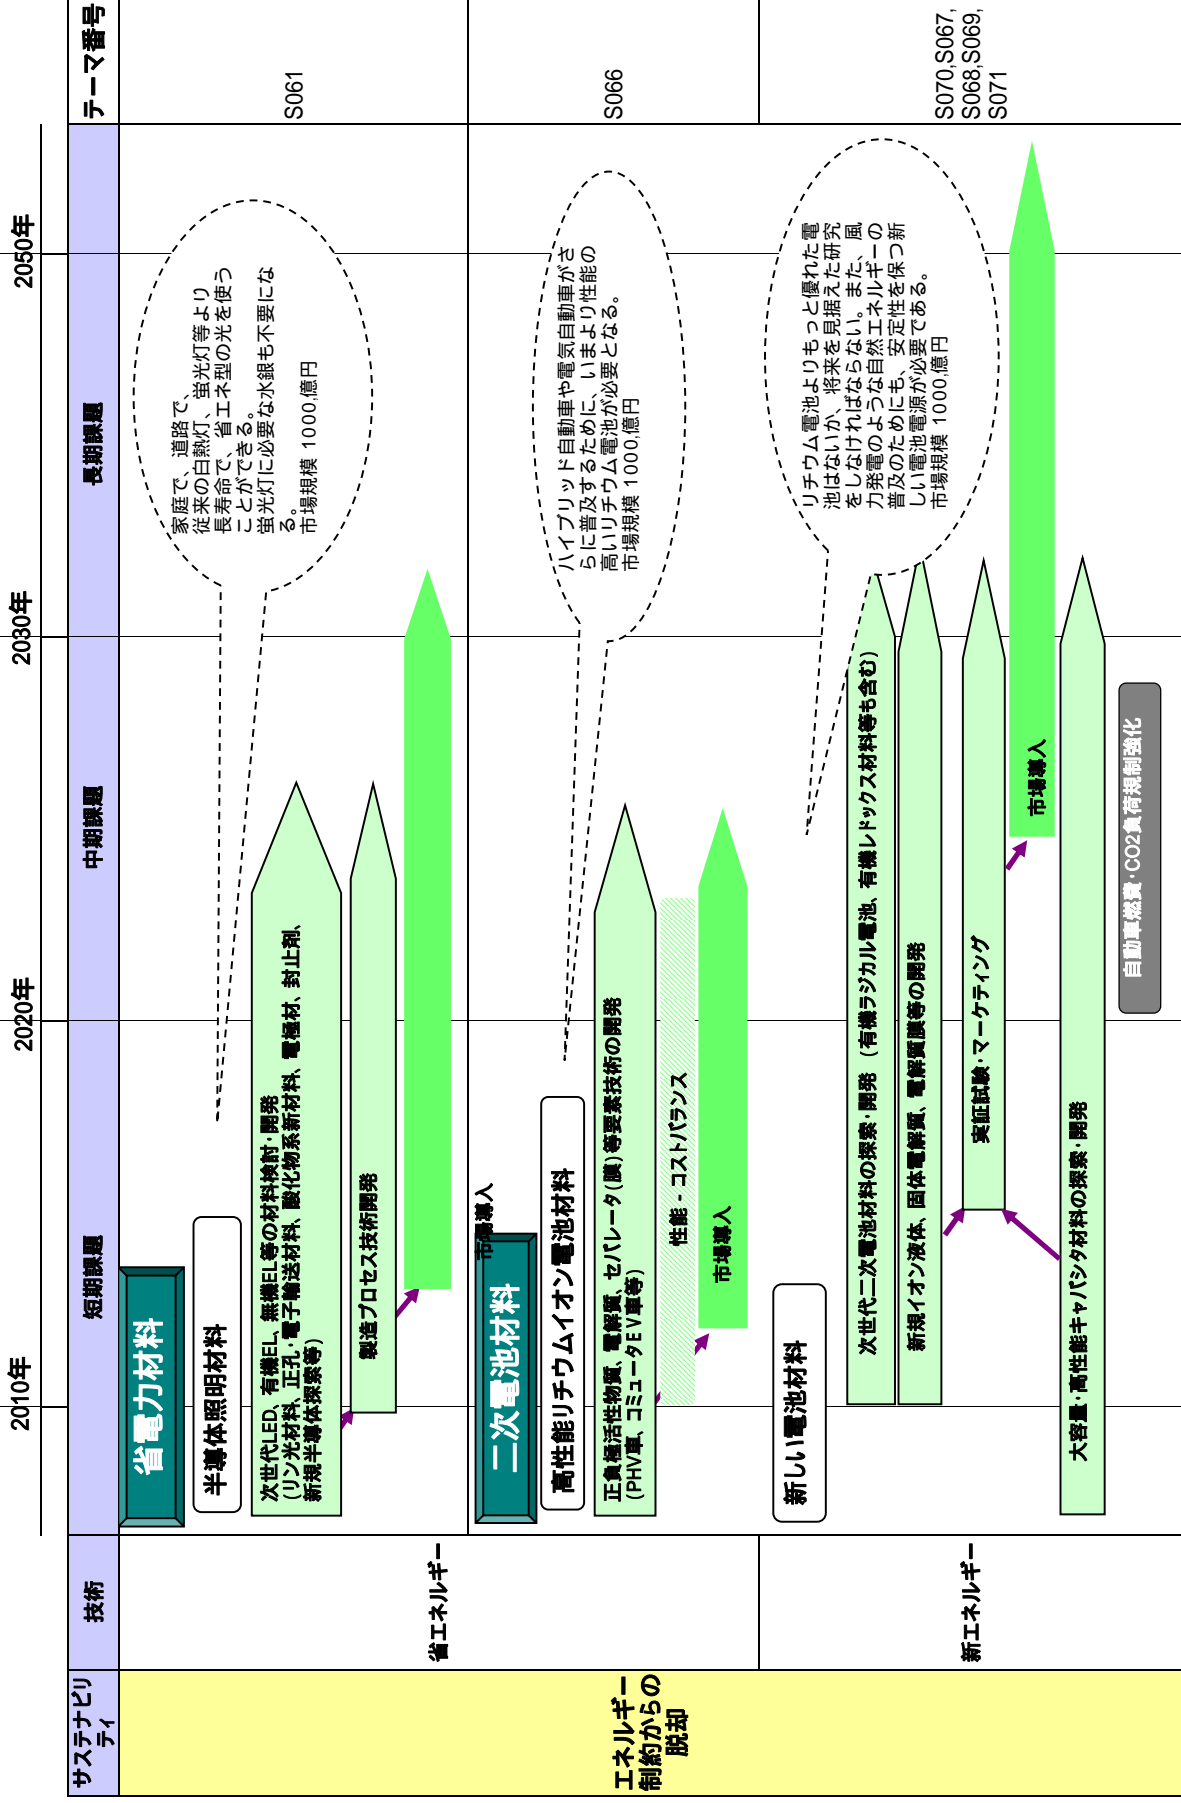 2010年
2020年
2030年
2050年
サステナビリ
ティ
技術
短期課題
中期課題
長期課題
テーマ番号
エネルギー
制約からの
脱却
省エネルギー
省電力材料
半導体照明材料
次世代LED、有機EL、無機EL等の材料検討・開発
(リン光材料、正孔・電子輸送材料、酸化物系新材料、電極材、封止剤、
新規半導体探索等)
製造プロセス技術開発
市場導入
家庭で、道路で、
従来の白熱灯、蛍光灯等より
長寿命で、省エネ型の光を使う
ことができる。
蛍光灯に必要な水銀も不要にな
る。
市場規模 1000,億円
S061
二次電池材料
高性能リチウムイオン電池材料
正負極活性物質、電解質、セパレータ(膜)等要素技術の開発
(PHV車、コミュータＥＶ車等)
性能‐コストバランス
市場導入
ハイブリッド自動車や電気自動車がさ
らに普及するために、いまより性能の
高いリチウム電池が必要となる。
市場規模 1000,億円
S066
新エネルギー
新しい電池材料
次世代二次電池材料の探索・開発 (有機ラジカル電池、有機レドックス材料等も含む)
新規イオン液体、固体電解質、電解質膜等の開発
実証試験・マーケティング
市場導入
大容量・高性能キャパシタ材料の探索・開発
自動車燃費・CO2負荷規制強化
リチウム電池よりもっと優れた電
池はないか、将来を見据えた研究
をしなければならない。また、風
力発電のような自然エネルギーの
普及のためにも、安定性を保つ新
しい電池電源が必要である。
市場規模 1000,億円
S070,S067,
S068,S069,
S071